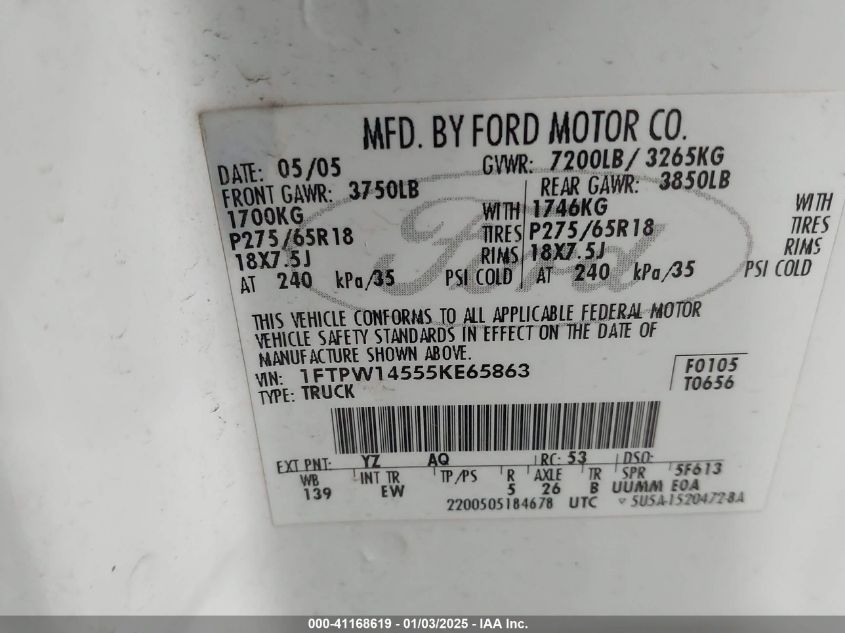 MFD. BY FORD MOTOR CO.
DATE: 05/05 GVWR: 7200LB/ 3265KG
FRONT GAWR: 3750LB REAR GAWR: 3850LB
1700KG WITH 1746KG WITH
P275/65R18 TIRES P275/65R18 TIRES
18X7.5J RIMS 18X7.5J RIMS
AT 240 kPa/35 PSI COLD AT 240 kPa/35 PSI COLD
Ford
THIS VEHICLE CONFORMS TO ALL APPLICABLE FEDERAL MOTOR
VEHICLE SAFETY STANDARDS IN EFFECT ON THE DATE OF
MANUFACTURE SHOWN ABOVE.
VIN: 1FTPW14555KE65863 F0105
TYPE: TRUCK T0656
EXT PNT: YZ AQ RC: 53 DSO:
WB INT TR TP/PS R AXLE TR SPR 5F613
139 EW 5 26 B UUMM EOA
2200505184678 UTC 5U5A-1520472-BA
000-41168619 - 01/03/2025 - IAA Inc.